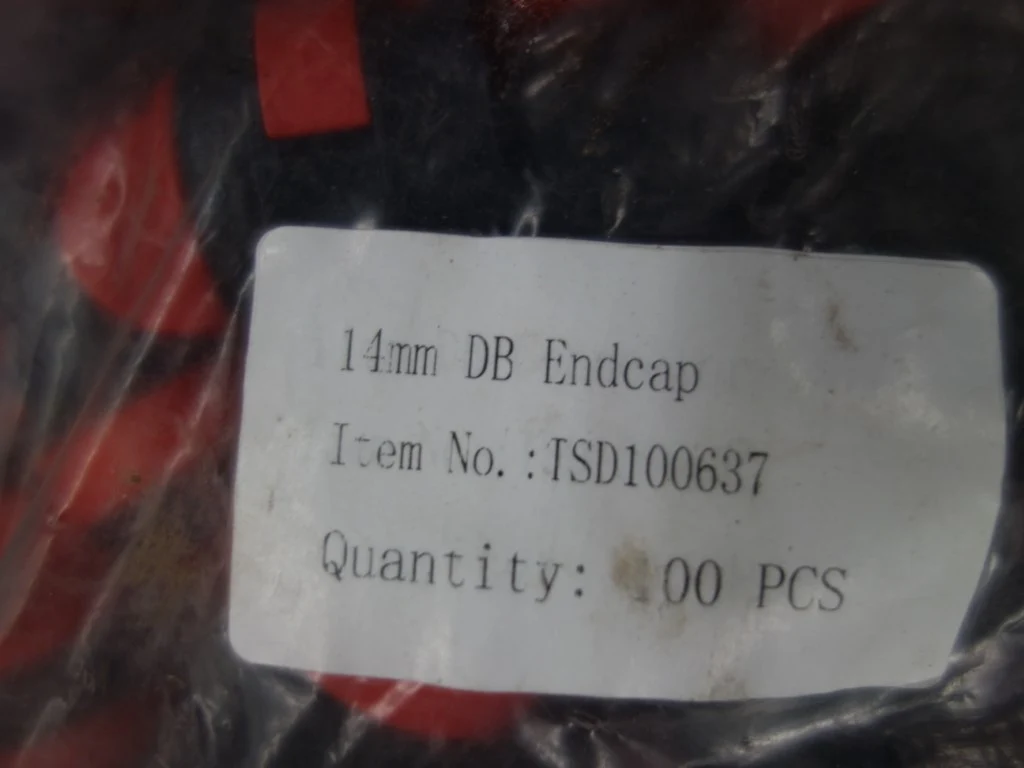 14mm DB Endcap
Item No.:TSD100637
Quantity: PCS